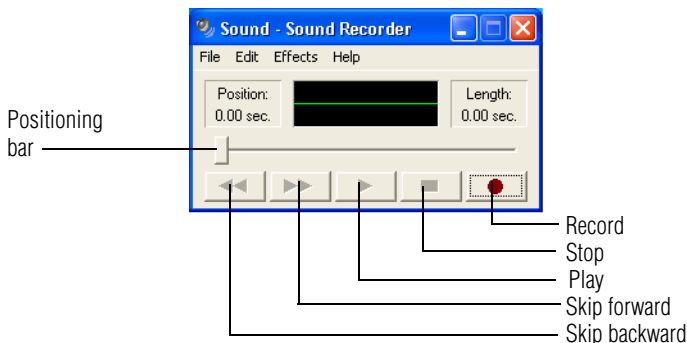 Sound - Sound Recorder
File Edit Effects Help
Position:
0.00 sec.
Length:
0.00 sec.
Positioning
bar
Record
Stop
Play
Skip forward
Skip backward